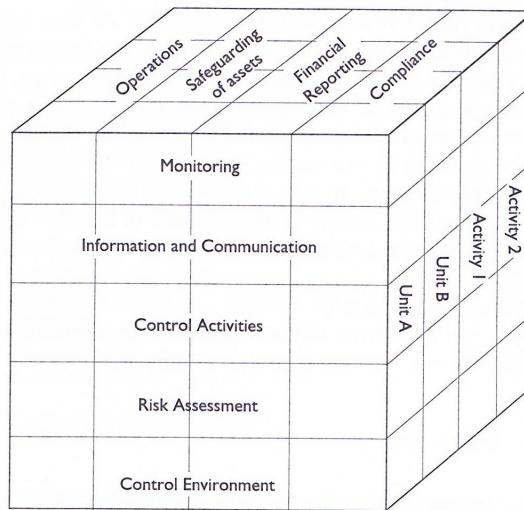 Operations
Safeguarding
of assets
Financial
Reporting
Compliance
Monitoring
Information and Communication
Control Activities
Risk Assessment
Control Environment
Unit A
Unit B
Activity 1
Activity 2